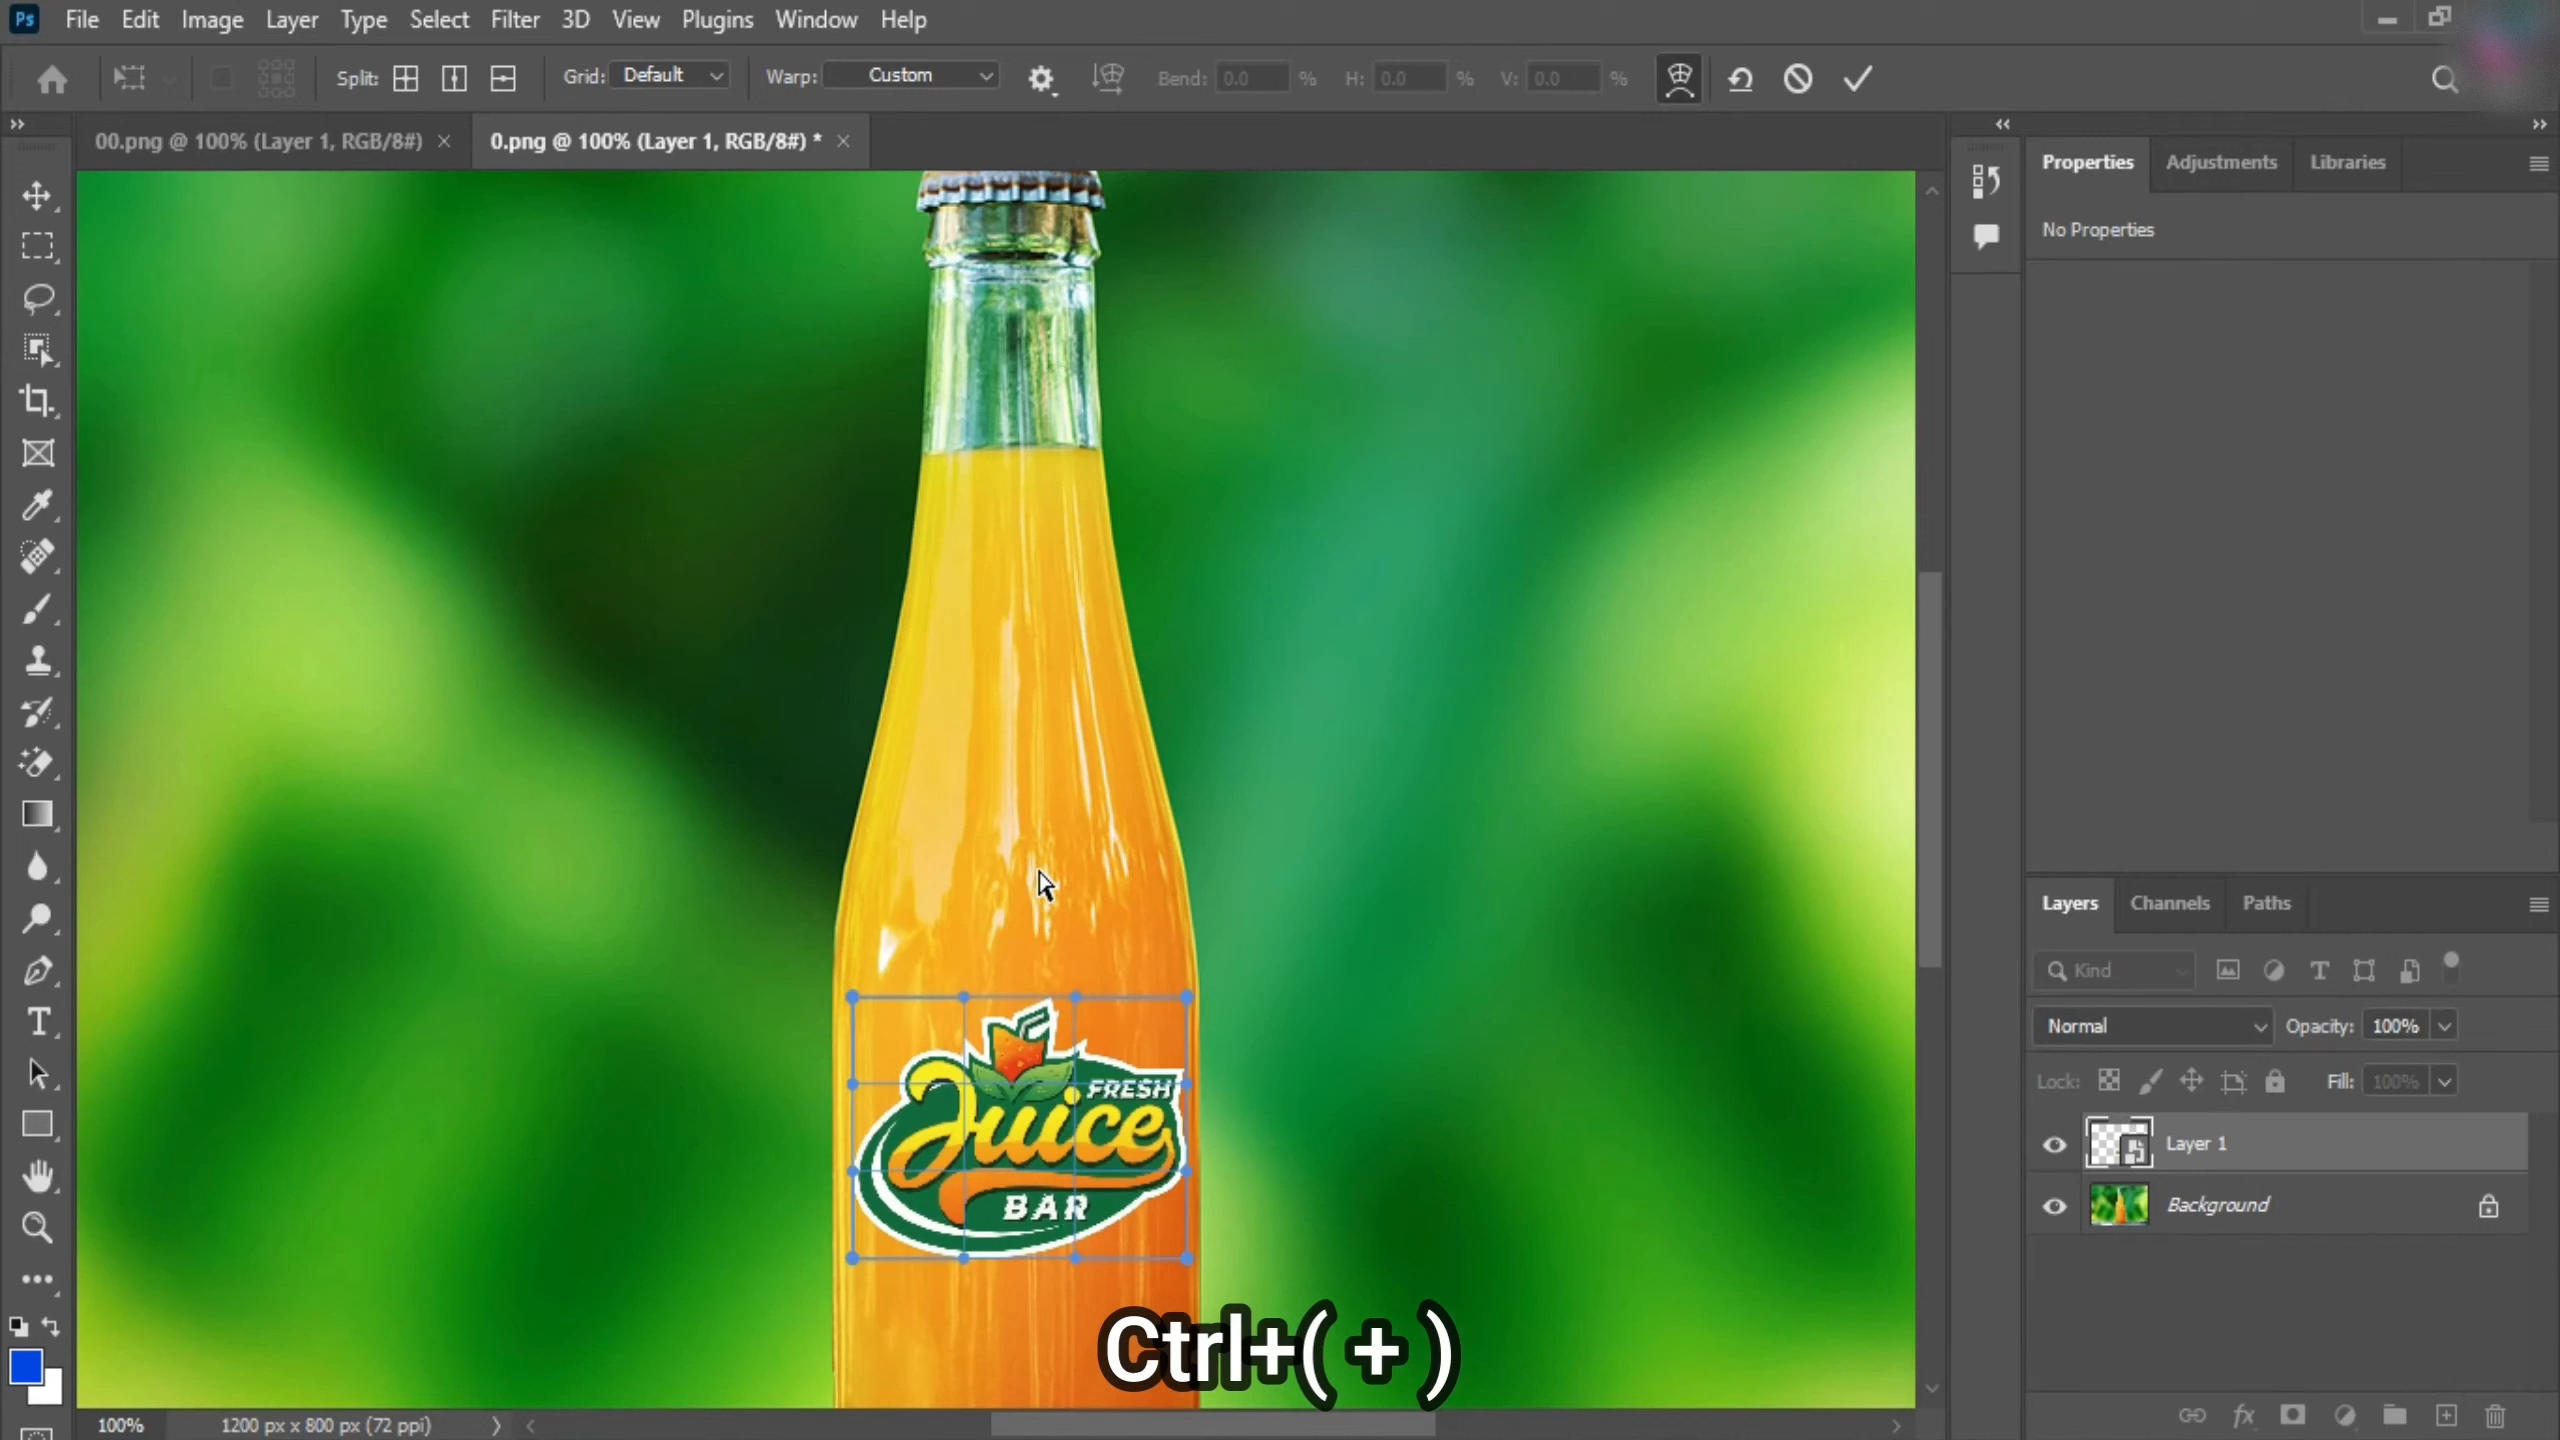 Ps File Edit Image Layer Type Select Filter 3D View Plugins Window Help
Split: Grid: Default Warp: Custom Bend: 0.0 % H: 0.0 % V: 0.0 %
00.png @ 100% (Layer 1, RGB/8#) × 0.png @ 100% (Layer 1, RGB/8#) * ×
Properties Adjustments Libraries
No Properties
FRESH
Juice
BAR
Ctrl+( + )
Layers Channels Paths
Kind
Normal Opacity: 100%
Lock: Fill: 100%
Layer 1
Background
100% 1200 px x 800 px (72 ppi)